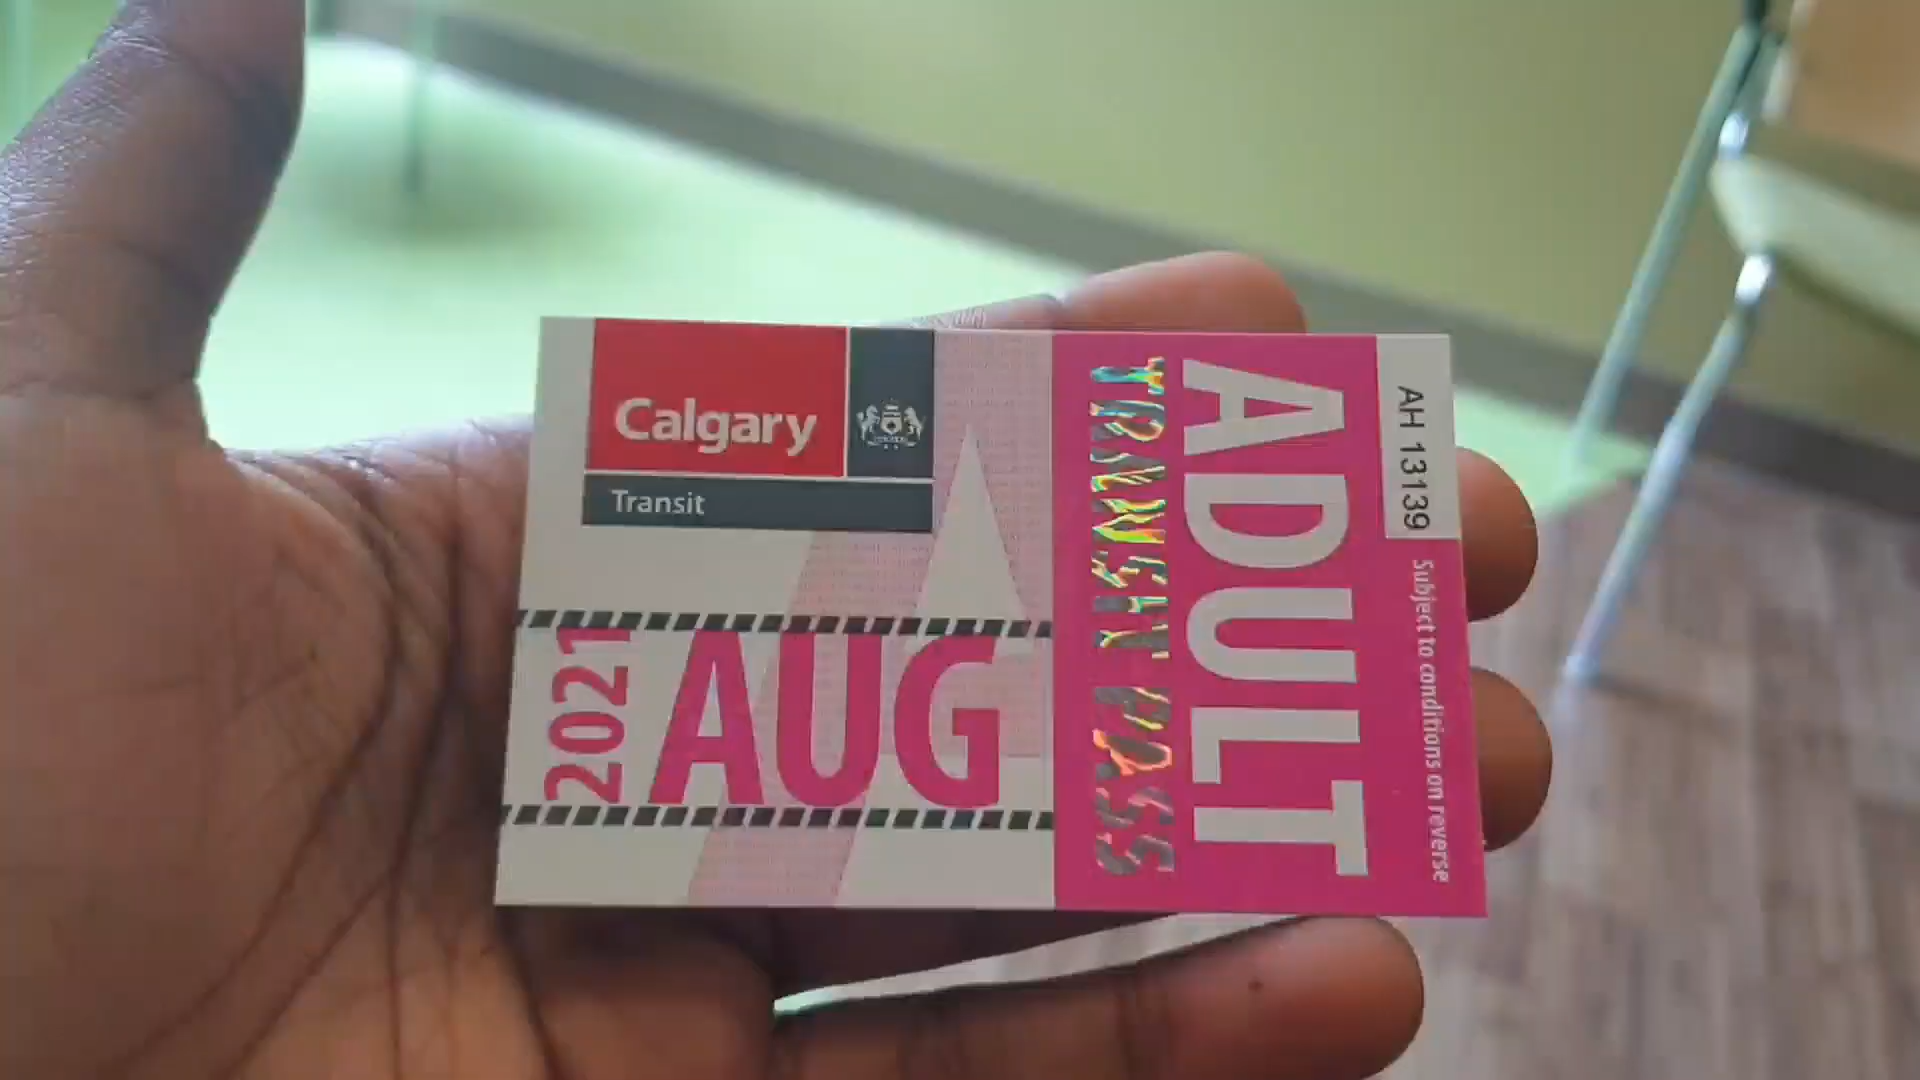 Calgary
Transit
2021
AUG
TRANSIT PASS
ADULT
AH 13139
Subject to conditions on reverse